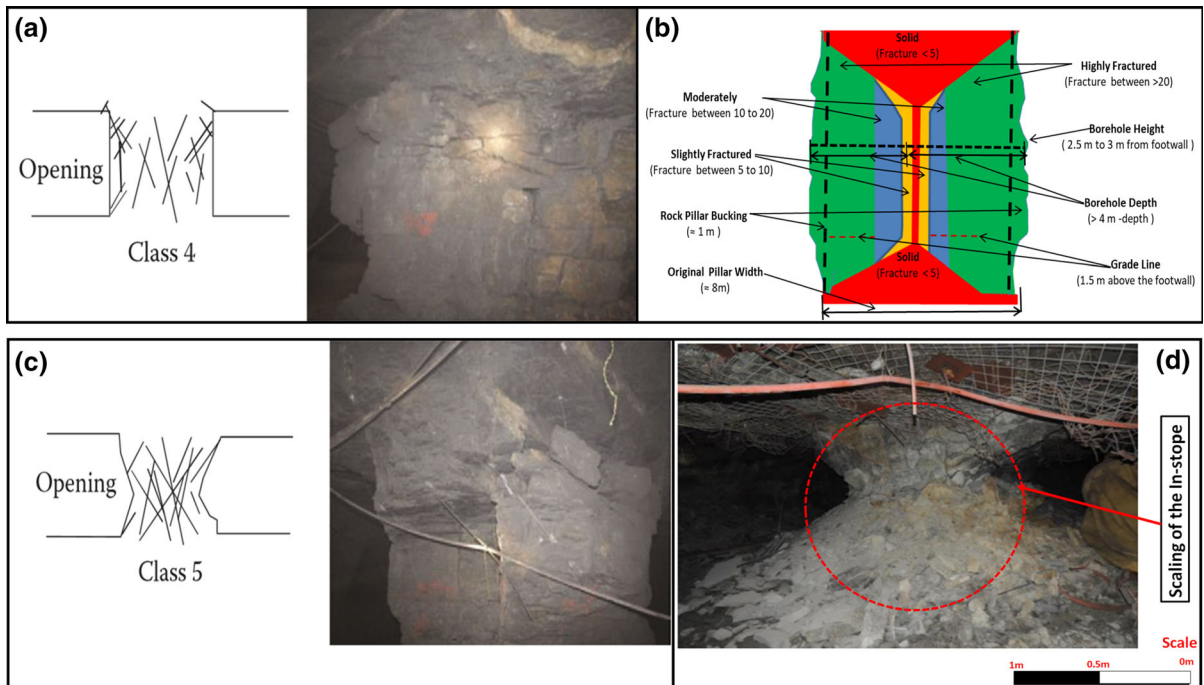 (a)
Opening
Class 4
(b)
Solid
(Fracture < 5)
Highly Fractured
(Fracture between >20)
Moderately
(Fracture between 10 to 20)
Borehole Height
( 2.5 m to 3 m from footwall )
Slightly Fractured
(Fracture between 5 to 10)
Borehole Depth
(> 4 m -depth )
Rock Pillar Bucking
(≈ 1 m )
Grade Line
(1.5 m above the footwall)
Solid
(Fracture < 5)
Original Pillar Width
(≈ 8m)
(c)
Opening
Class 5
(d)
Scaling of the In-stope
Scale
1m 0.5m 0m